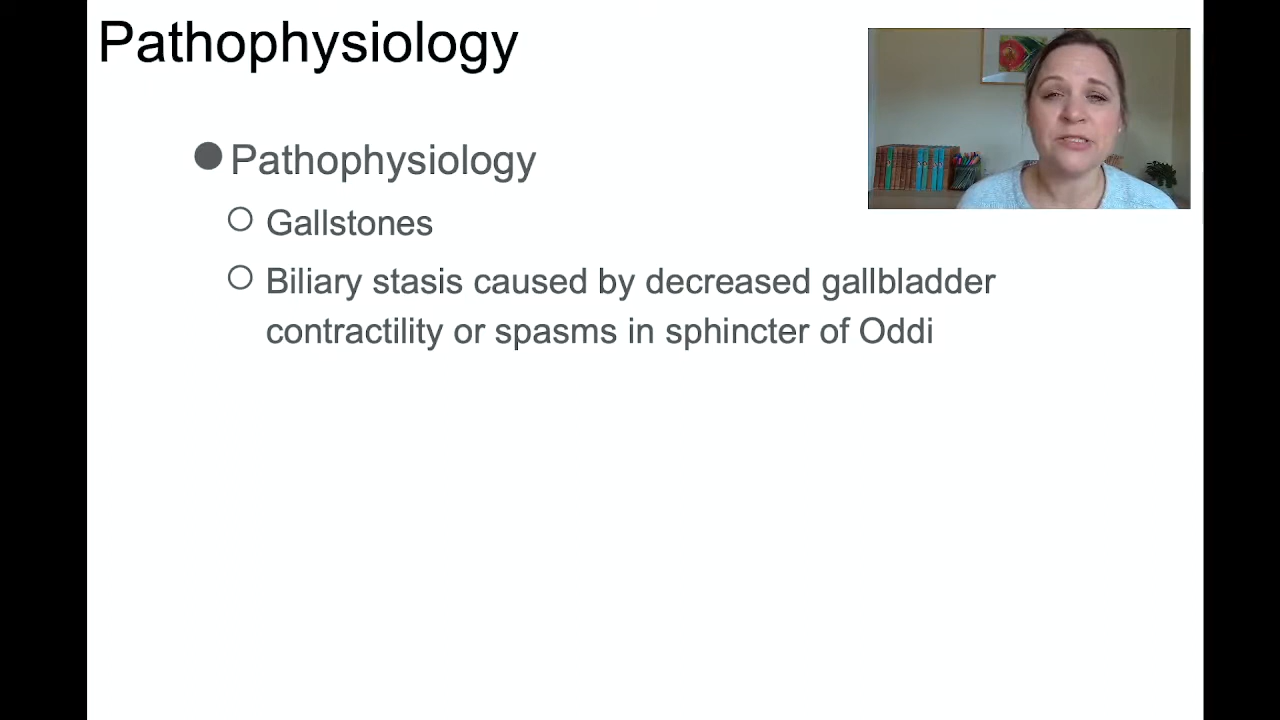 Pathophysiology
● Pathophysiology
○ Gallstones
○ Biliary stasis caused by decreased gallbladder
contractility or spasms in sphincter of Oddi